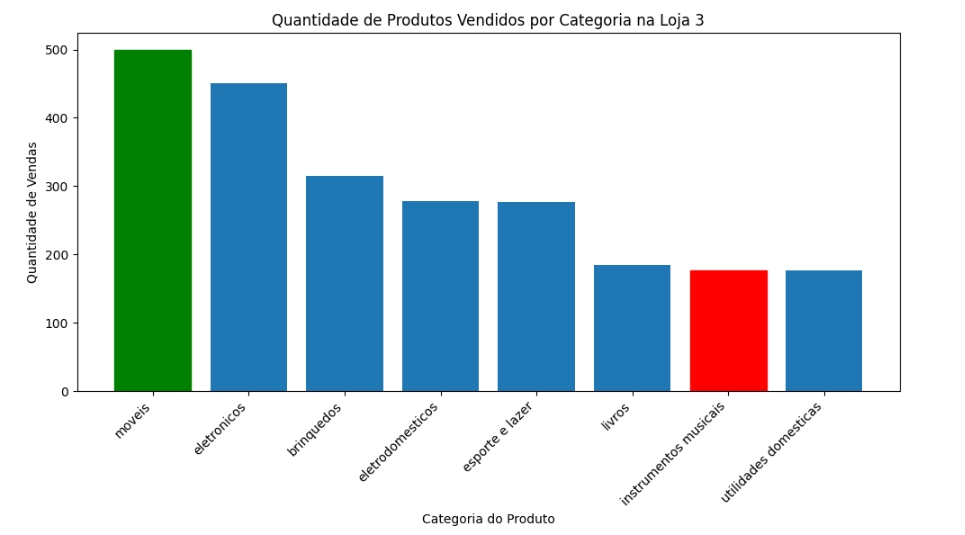 Quantidade de Produtos Vendidos por Categoria na Loja 3
Quantidade de Vendas
500
400
300
200
100
0
moveis
eletronicos
brinquedos
eletrodomesticos
esporte e lazer
livros
instrumentos musicais
utilidades domesticas
Categoria do Produto